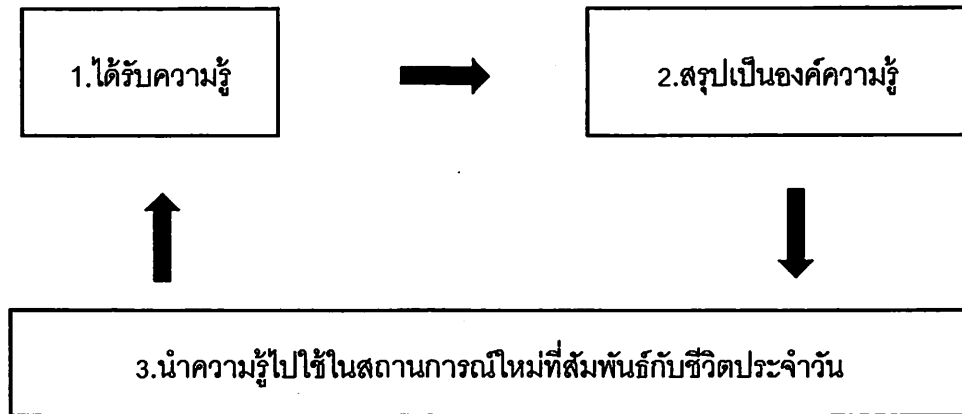 1.ได้รับความรู้
2.สรุปเป็นองค์ความรู้
3.นำความรู้ไปใช้ในสถานการณ์ใหม่ที่สัมพันธ์กับชีวิตประจำวัน